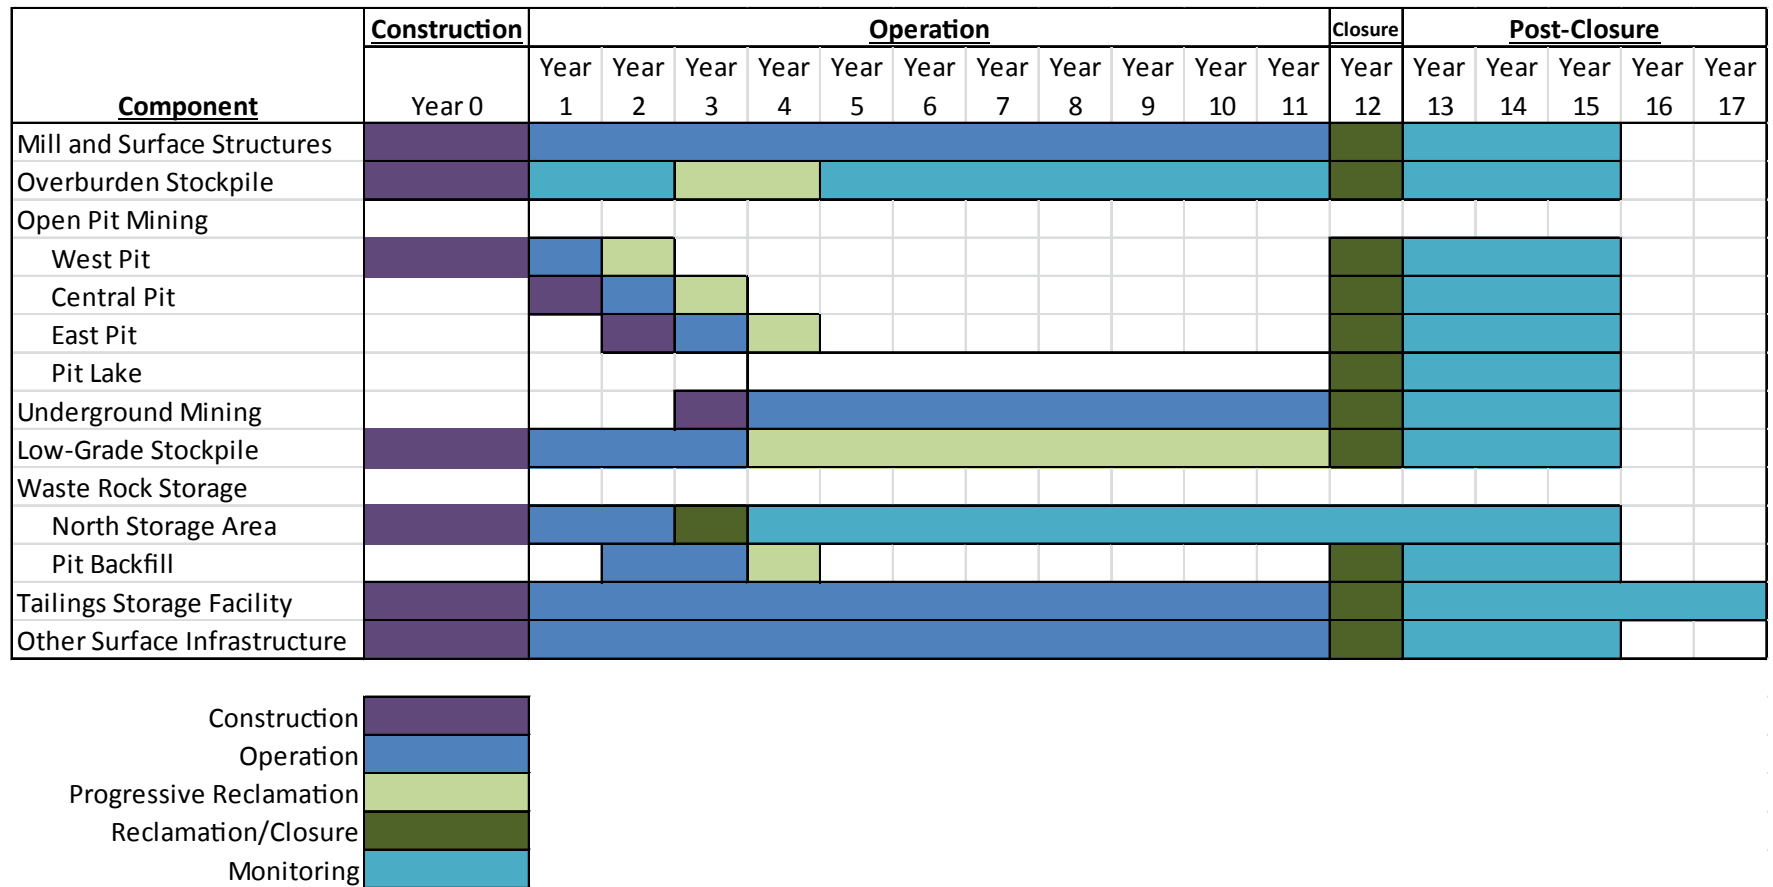 Construction Operation Closure Post-Closure
Year Year Year Year Year Year Year Year Year Year Year Year Year Year Year Year Year
Component Year 0 1 2 3 4 5 6 7 8 9 10 11 12 13 14 15 16 17
Mill and Surface Structures
Overburden Stockpile
Open Pit Mining
West Pit
Central Pit
East Pit
Pit Lake
Underground Mining
Low-Grade Stockpile
Waste Rock Storage
North Storage Area
Pit Backfill
Tailings Storage Facility
Other Surface Infrastructure
Construction
Operation
Progressive Reclamation
Reclamation/Closure
Monitoring